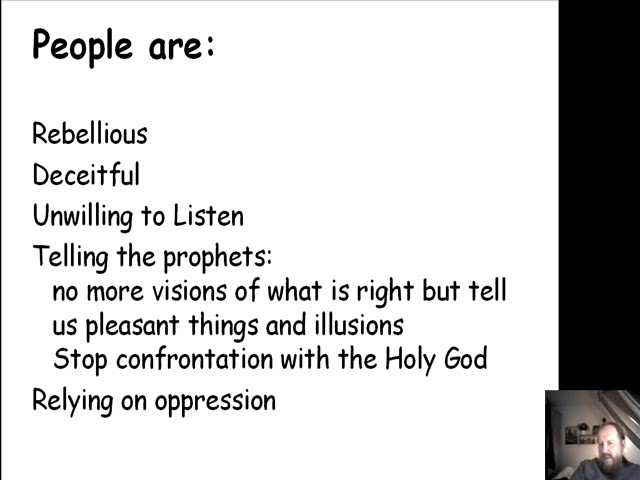 People are:
Rebellious
Deceitful
Unwilling to Listen
Telling the prophets:
no more visions of what is right but tell
us pleasant things and illusions
Stop confrontation with the Holy God
Relying on oppression